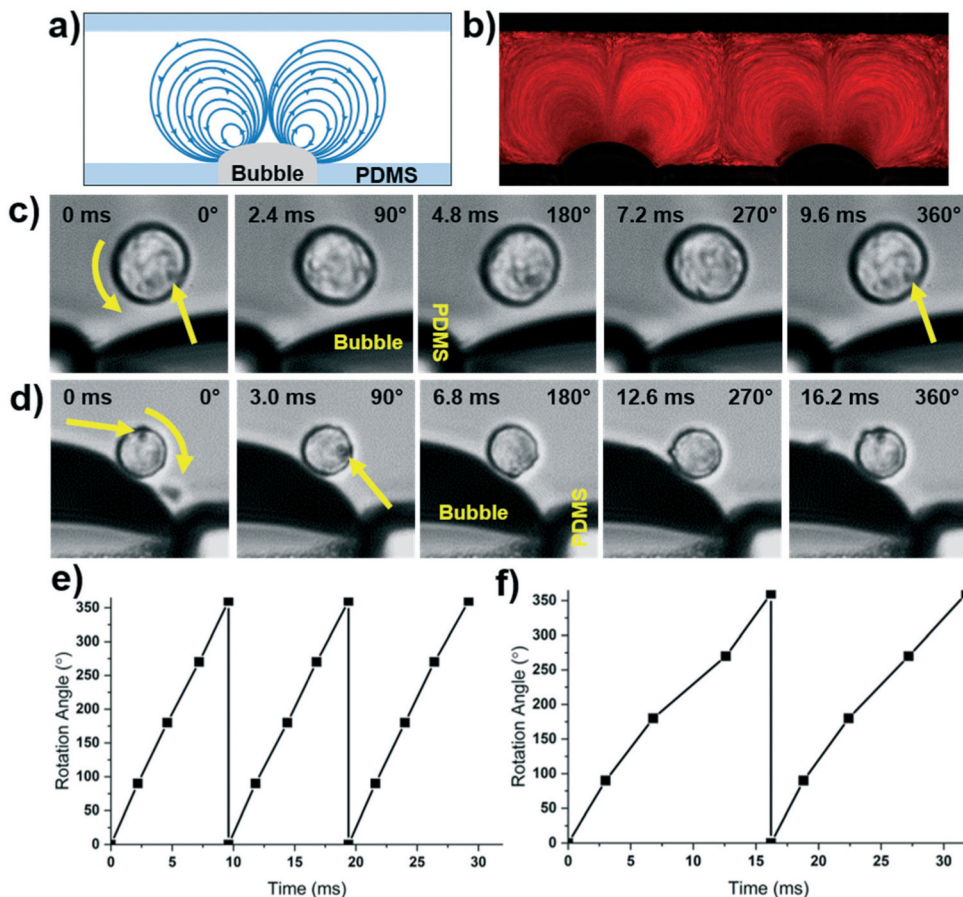 a)
b)
Bubble
PDMS
c)
0 ms 0°
2.4 ms 90°
4.8 ms 180°
7.2 ms 270°
9.6 ms 360°
Bubble
PDMS
d)
0 ms 0°
3.0 ms 90°
6.8 ms 180°
12.6 ms 270°
16.2 ms 360°
Bubble
PDMS
e)
Rotation Angle (°)
350
300
250
200
150
100
50
0
0 5 10 15 20 25 30
Time (ms)
f)
Rotation Angle (°)
350
300
250
200
150
100
50
0
0 5 10 15 20 25 30
Time (ms)